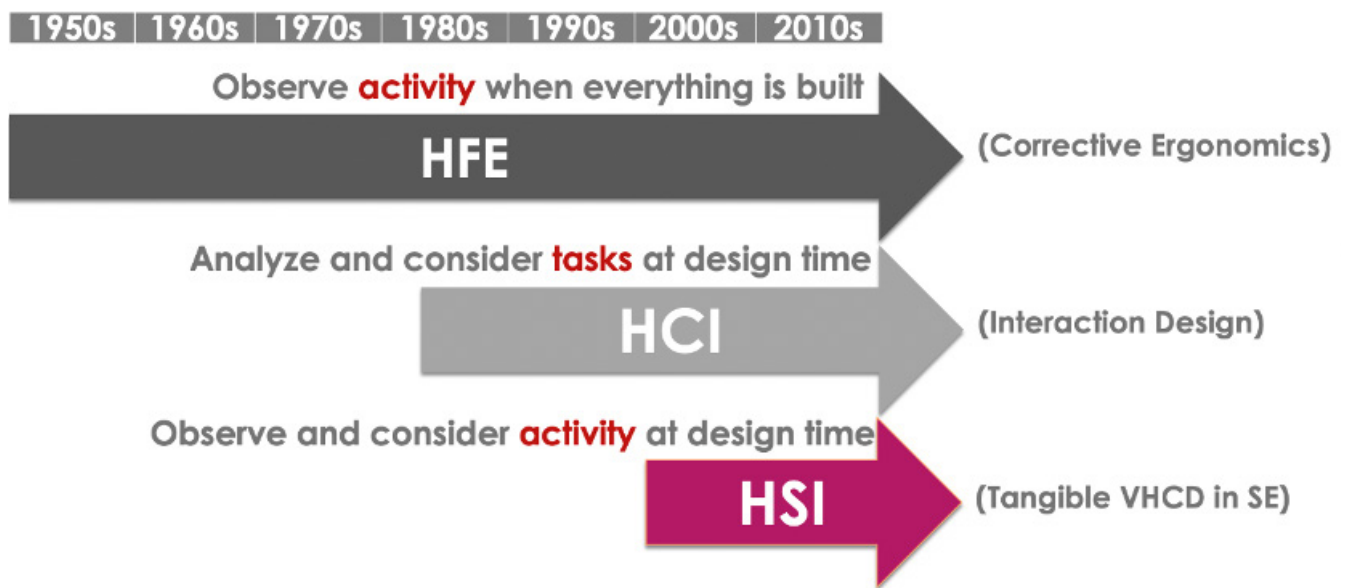 1950s 1960s 1970s 1980s 1990s 2000s 2010s
Observe activity when everything is built
HFE
(Corrective Ergonomics)
Analyze and consider tasks at design time
HCI
(Interaction Design)
Observe and consider activity at design time
HSI
(Tangible VHCD in SE)